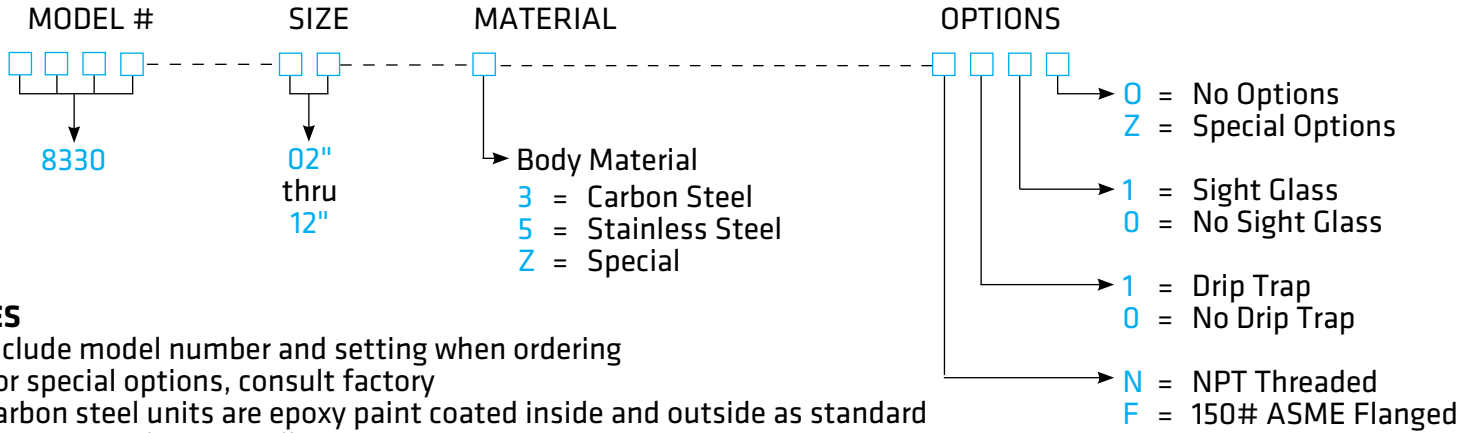 MODEL # SIZE MATERIAL OPTIONS
8330
02"
thru
12"
Body Material
3 = Carbon Steel
5 = Stainless Steel
Z = Special
0 = No Options
Z = Special Options
1 = Sight Glass
0 = No Sight Glass
1 = Drip Trap
0 = No Drip Trap
N = NPT Threaded
F = 150# ASME Flanged
ES
clude model number and setting when ordering
or special options, consult factory
arbon steel units are epoxy paint coated inside and outside as standard